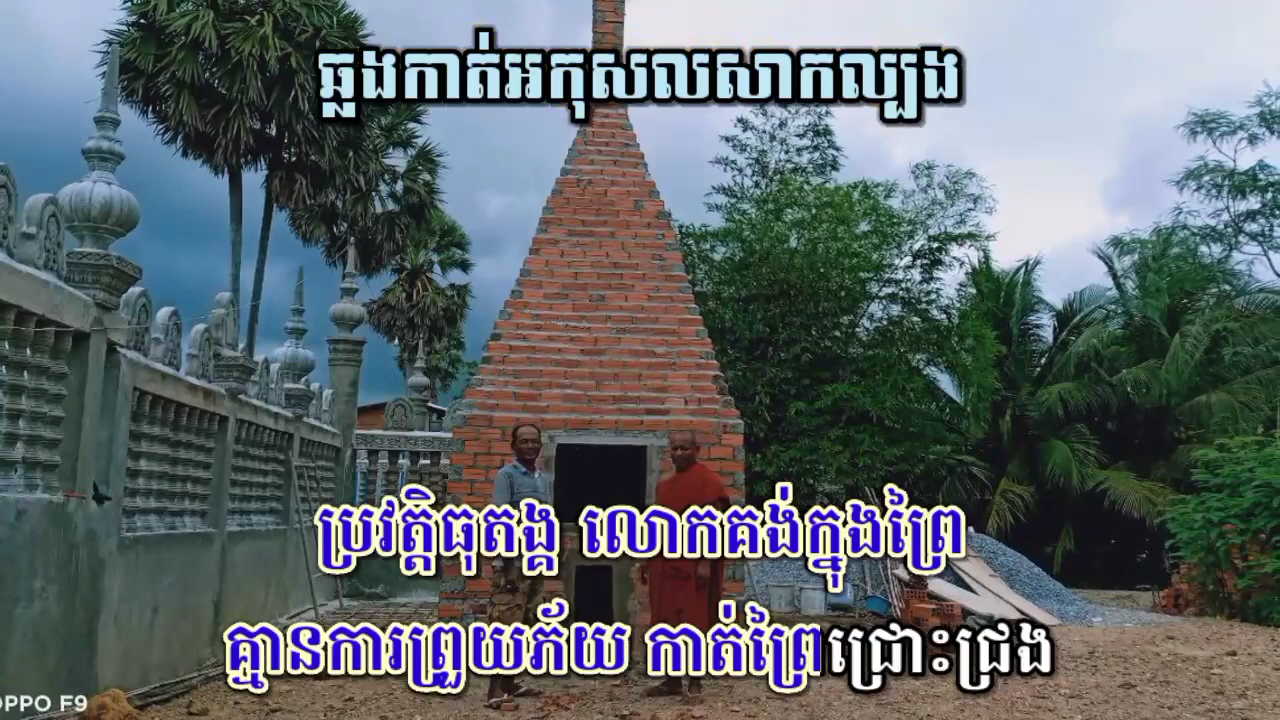 ឆ្លងកាត់អកុសលសាកល្បង
ប្រវត្តិធុតង្គ លោកគង់ក្នុងព្រៃ
គ្មានការព្រួយភ័យ កាត់ព្រៃជ្រោះជ្រង
OPPO F9